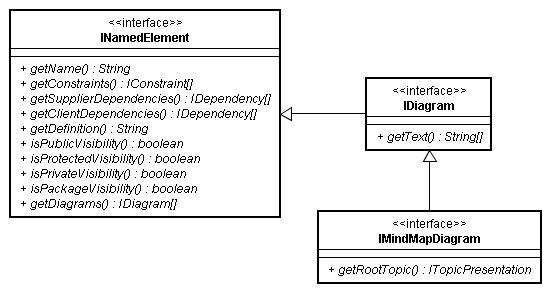 <<interface>>
INamedElement
+ getName() : String
+ getConstraints() : IConstraint[]
+ getSupplierDependencies() : IDependency[]
+ getClientDependencies() : IDependency[]
+ getDefinition() : String
+ isPublicVisibility() : boolean
+ isProtectedVisibility() : boolean
+ isPrivateVisibility() : boolean
+ isPackageVisibility() : boolean
+ getDiagrams() : IDiagram[]
<<interface>>
IDiagram
+ getText() : String[]
<<interface>>
IMindMapDiagram
+ getRootTopic() : ITopicPresentation